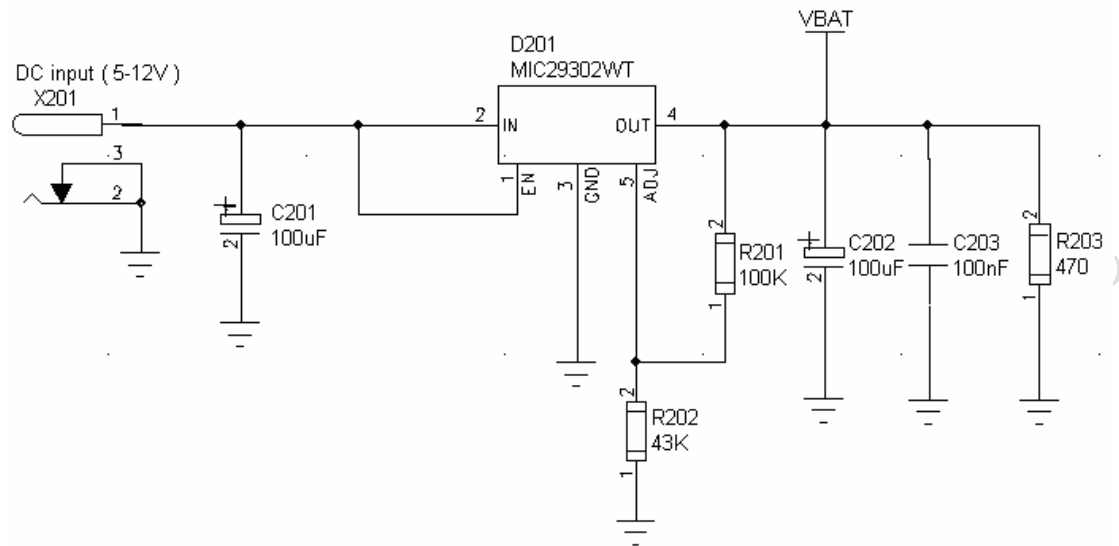 VBAT
D201
MIC29302WT
DC input ( 5-12V )
X201
1
3
2
2
IN
OUT
4
1
EN
3
GND
5
ADJ
2
C201
100uF
2
R201
100K
1
2
C202
100uF
C203
100nF
2
R203
470
1
2
R202
43K
1
)